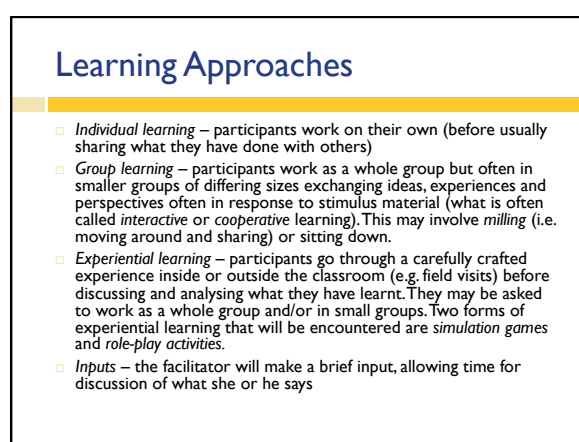 Learning Approaches
Individual learning – participants work on their own (before usually
sharing what they have done with others)
Group learning – participants work as a whole group but often in
smaller groups of differing sizes exchanging ideas, experiences and
perspectives often in response to stimulus material (what is often
called interactive or cooperative learning). This may involve milling (i.e.
moving around and sharing) or sitting down.
Experiential learning – participants go through a carefully crafted
experience inside or outside the classroom (e.g. field visits) before
discussing and analysing what they have learnt. They may be asked
to work as a whole group and/or in small groups. Two forms of
experiential learning that will be encountered are simulation games
and role-play activities.
Inputs – the facilitator will make a brief input, allowing time for
discussion of what she or he says